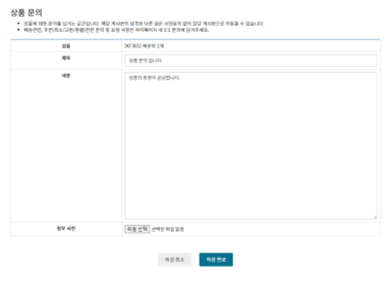 상품 문의
상품에 대한 문의를 남기는 공간입니다. 해당 게시판의 성격과 다른 글은 사전동의 없이 담당 게시판으로 이동될 수 있습니다.
배송관련, 주문(취소/교환/환불)관련 문의 및 요청 사항은 마이페이지 내 1:1 문의에 남겨주세요.
상품
제목
상품 문의 입니다.
내용
상품의 환분이 궁금합니다.
첨부 사진
파일 선택 선택된 파일 없음
작성 취소 작성 완료